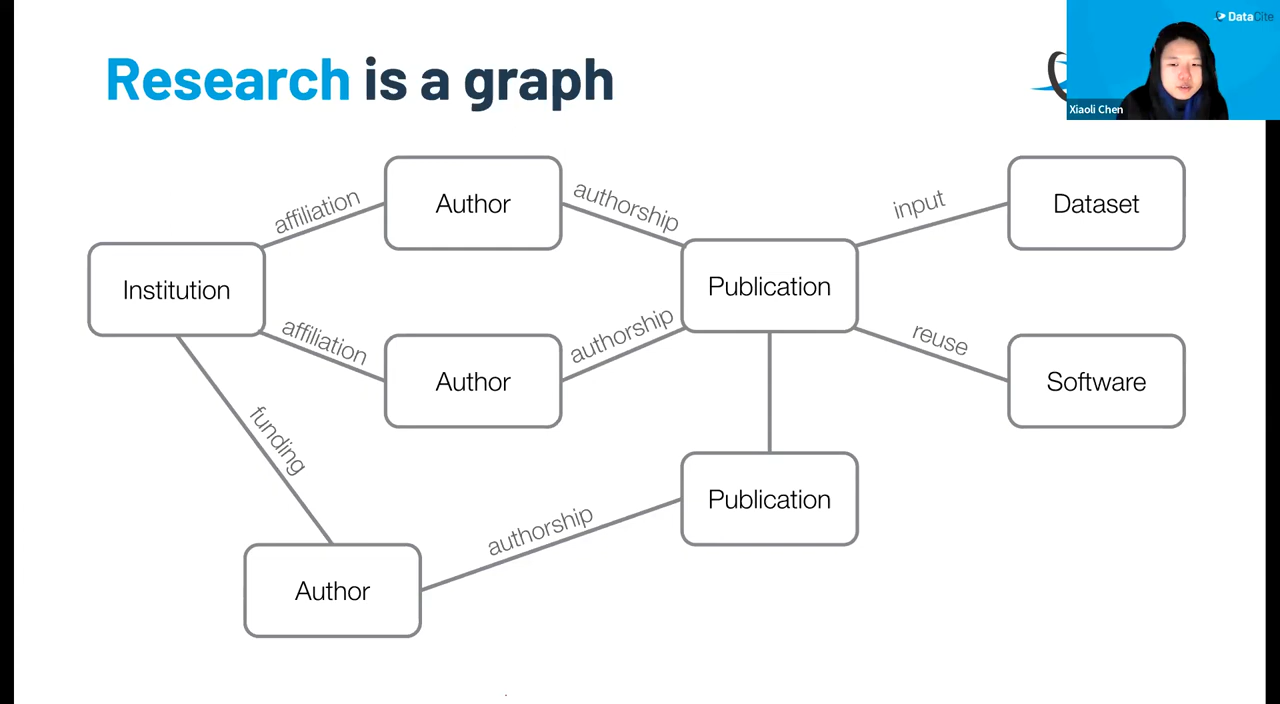 Research is a graph
DataCite
Xiaoli Chen
affiliation
Author
authorship
input
Dataset
Institution
Publication
affiliation
authorship
reuse
Author
Software
funding
Publication
authorship
Author